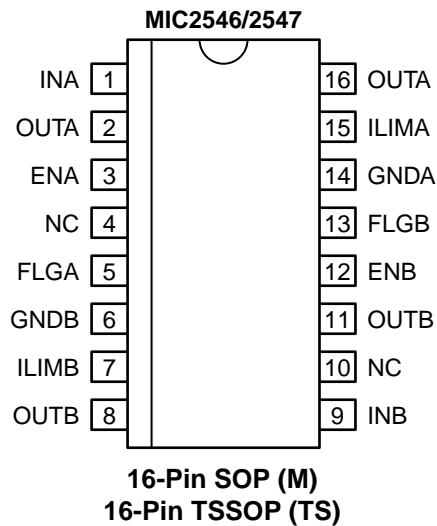 MIC2546/2547
INA 1 16 OUTA
OUTA 2 15 ILIMA
ENA 3 14 GNDA
NC 4 13 FLGB
FLGA 5 12 ENB
GNDB 6 11 OUTB
ILIMB 7 10 NC
OUTB 8 9 INB
16-Pin SOP (M)
16-Pin TSSOP (TS)